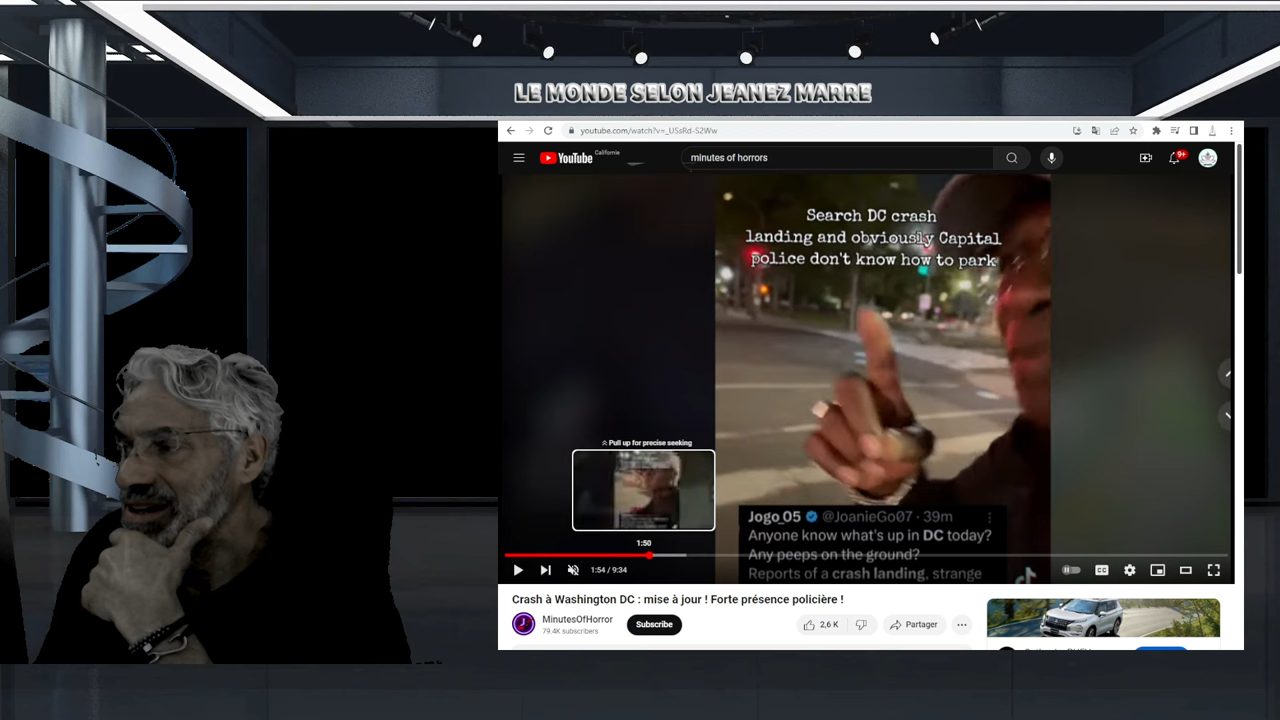 LE MONDE SELON JEANEZ MARRE
youtube.com/watch?v=_USsRd-S2Ww
YouTube
Californie
minutes of horrors
9+
Search DC crash
landing and obviously Capital
police don't know how to park
Pull up for precise seeking
Jogo_05 @JoanieGo07 · 39m
Anyone know what's up in DC today?
Any peeps on the ground?
Reports of a crash landing, strange
1:50
1:54 / 9:34
CC
Crash à Washington DC : mise à jour ! Forte présence policière !
MinutesOfHorror
79.4K subscribers
Subscribe
2,6 K
Partager